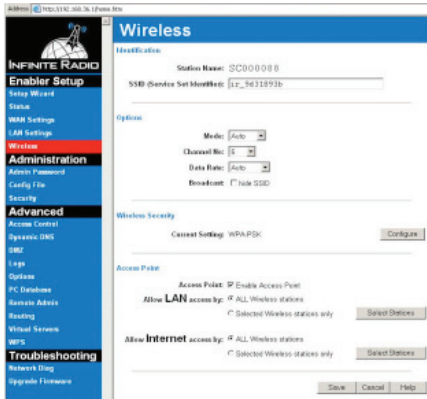 Address http://192.168.36.1/home.htm
INFINITE RADIO
Enabler Setup
Setup Wizard
Status
WAN Settings
LAN Settings
Wireless
Administration
Admin Password
Config File
Security
Advanced
Access Control
Dynamic DNS
DMZ
Logs
Options
PC Database
Remote Admin
Routing
Virtual Servers
WPS
Troubleshooting
Network Diag
Upgrade Firmware
Wireless
Identification
Station Name: SC000088
SSID (Service Set Identifier): ir_9d31893b
Options
Mode: Auto
Channel No: 6
Data Rate: Auto
Broadcast: hide SSID
Wireless Security
Current Setting: WPA-PSK Configure
Access Point
Access Point: Enable Access Point
Allow LAN access by: ALL Wireless stations
Selected Wireless stations only Select Stations
Allow Internet access by: ALL Wireless stations
Selected Wireless stations only Select Stations
Save Cancel Help